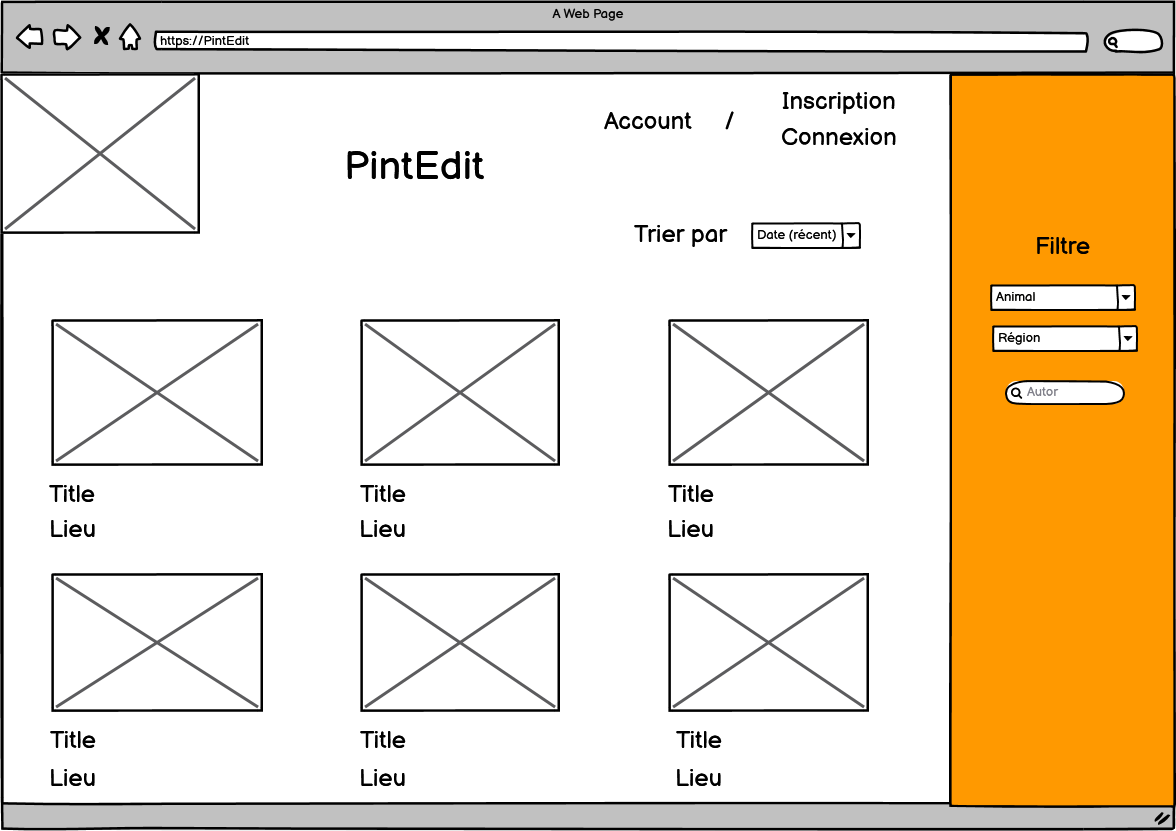 A Web Page
https://PintEdit
Inscription
Account /
Connexion
PintEdit
Trier par Date (récent)
Filtre
Animal
Région
Autor
Title Title Title
Lieu Lieu Lieu
Title Title Title
Lieu Lieu Lieu